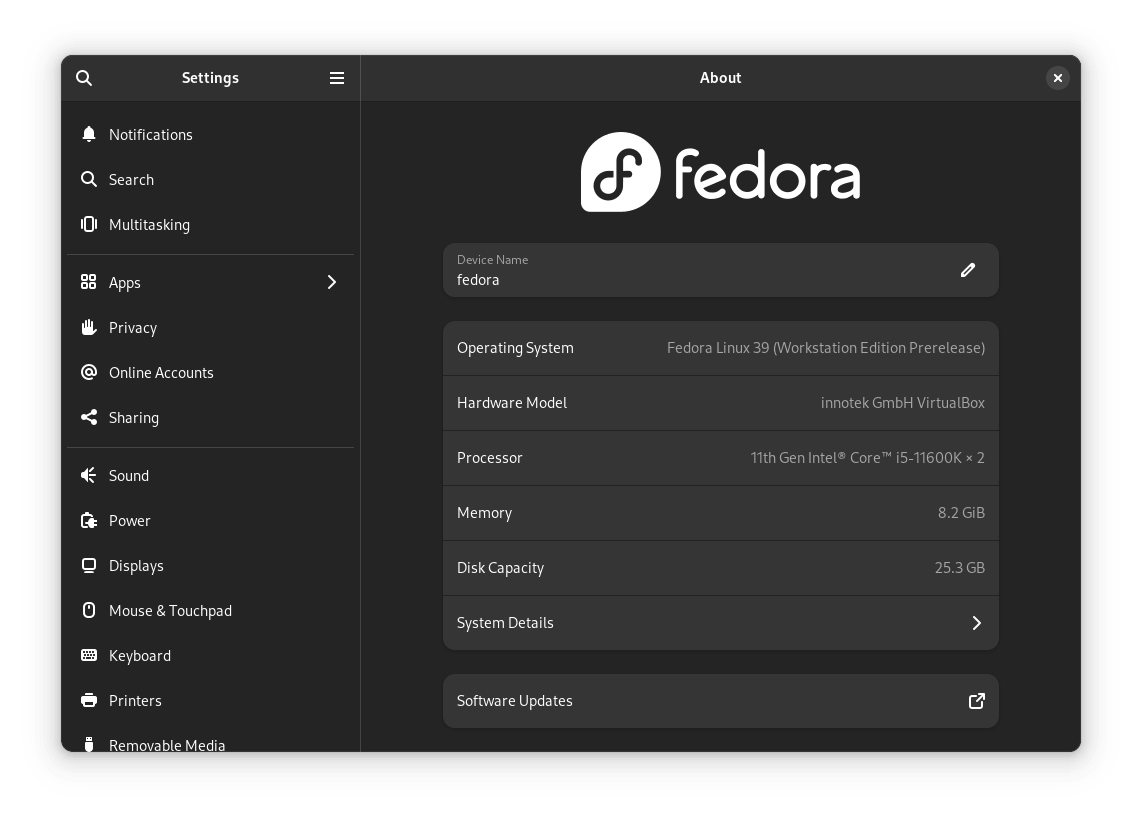 Settings
Notifications
Search
Multitasking
Apps
Privacy
Online Accounts
Sharing
Sound
Power
Displays
Mouse & Touchpad
Keyboard
Printers
Removable Media
About
fedora
Device Name
fedora
Operating System Fedora Linux 39 (Workstation Edition Prerelease)
Hardware Model innotek GmbH VirtualBox
Processor 11th Gen Intel® Core™ i5-11600K × 2
Memory 8.2 GiB
Disk Capacity 25.3 GB
System Details
Software Updates